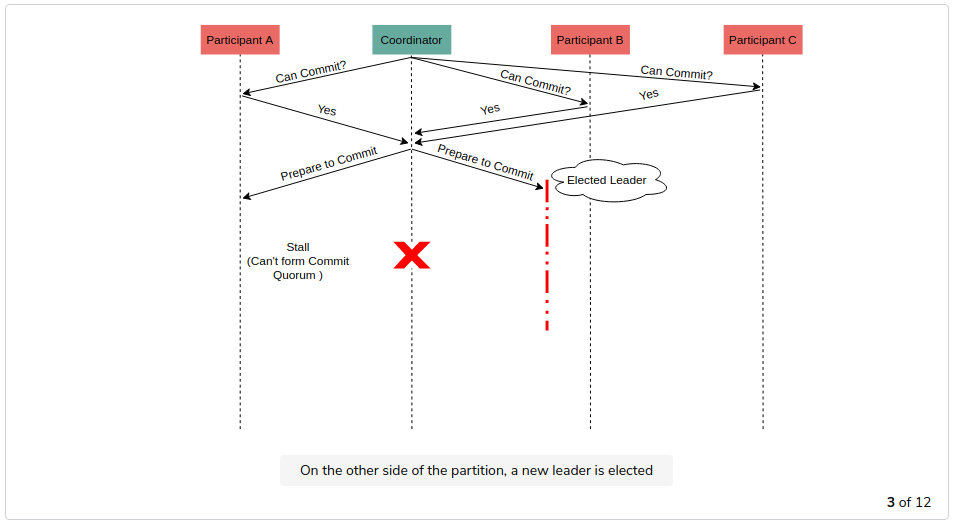 Participant A
Coordinator
Participant B
Participant C
Can Commit?
Can Commit?
Can Commit?
Yes
Yes
Yes
Prepare to Commit
Prepare to Commit
Elected Leader
Stall
(Can't form Commit
Quorum )
On the other side of the partition, a new leader is elected
3 of 12